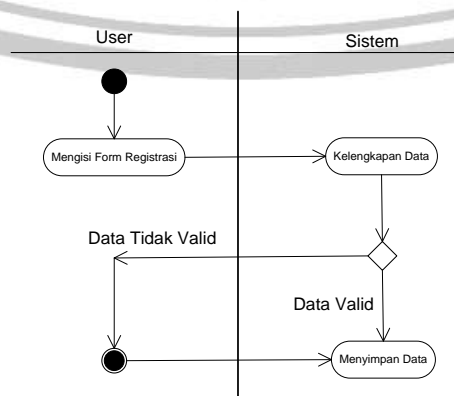 User
Sistem
Mengisi Form Registrasi
Kelengkapan Data
Data Tidak Valid
Data Valid
Menyimpan Data